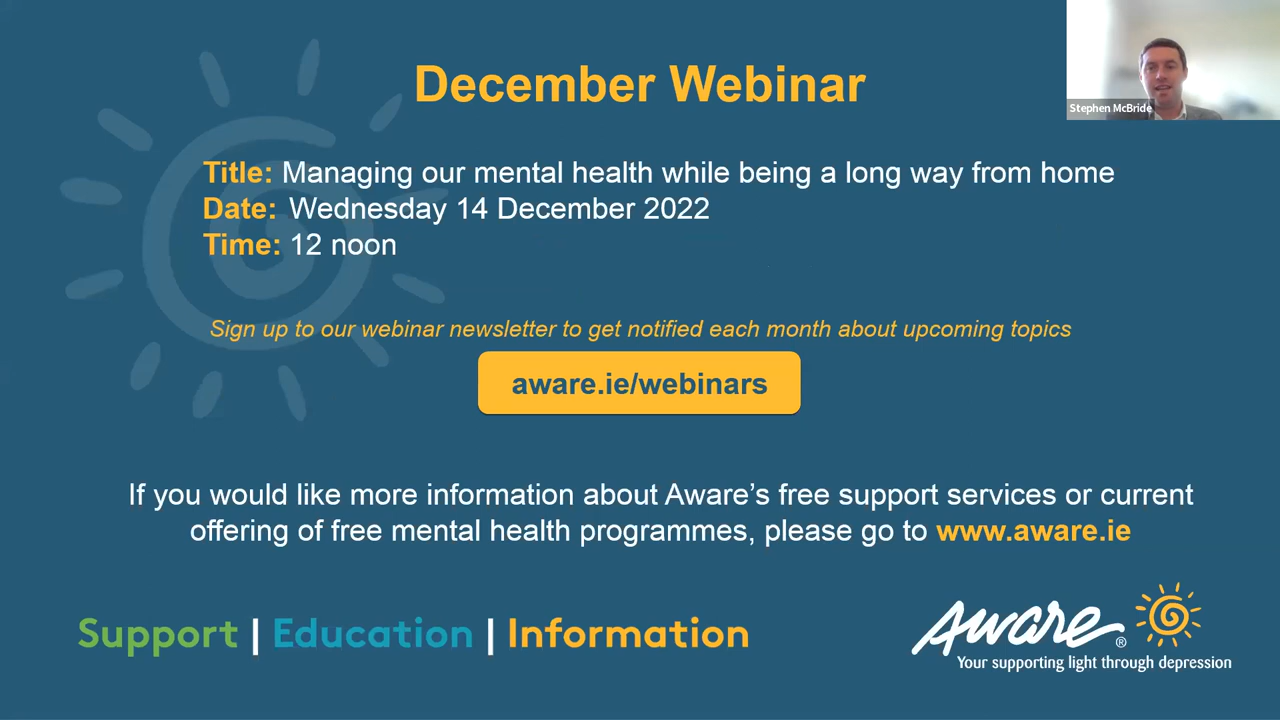 December Webinar
Stephen McBride
Title: Managing our mental health while being a long way from home
Date: Wednesday 14 December 2022
Time: 12 noon
Sign up to our webinar newsletter to get notified each month about upcoming topics
aware.ie/webinars
If you would like more information about Aware's free support services or current
offering of free mental health programmes, please go to www.aware.ie
Support | Education | Information
Aware®
Your supporting light through depression